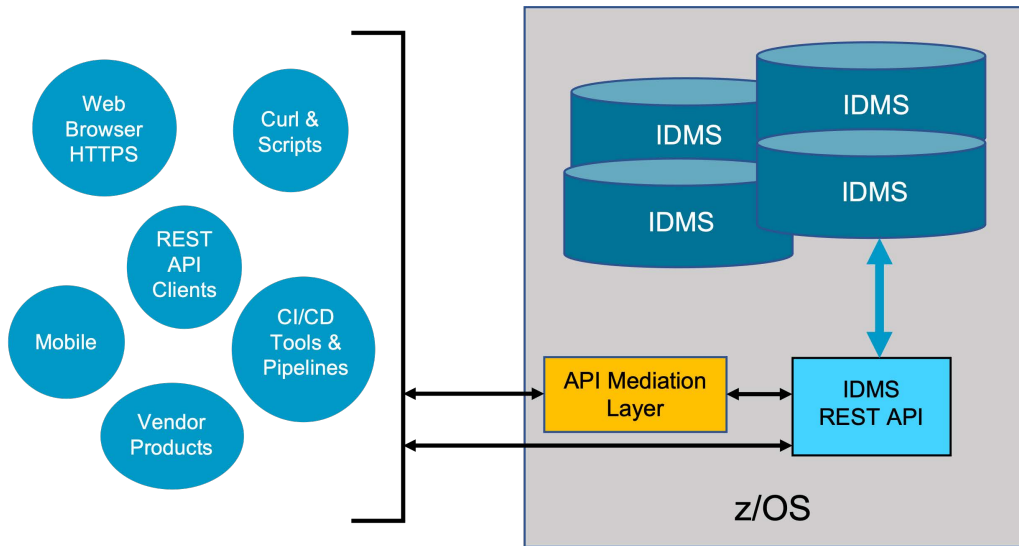 Web
Browser
HTTPS
Curl &
Scripts
REST
API
Clients
Mobile
CI/CD
Tools &
Pipelines
Vendor
Products
IDMS
IDMS
IDMS
IDMS
API Mediation
Layer
IDMS
REST API
z/OS